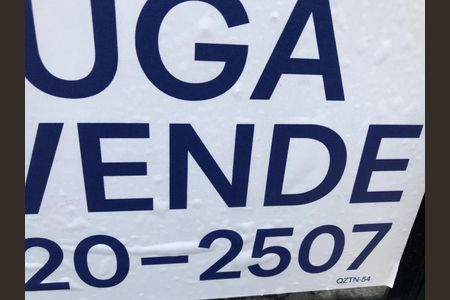 UGA
VENDE
20-2507
QZTN-54